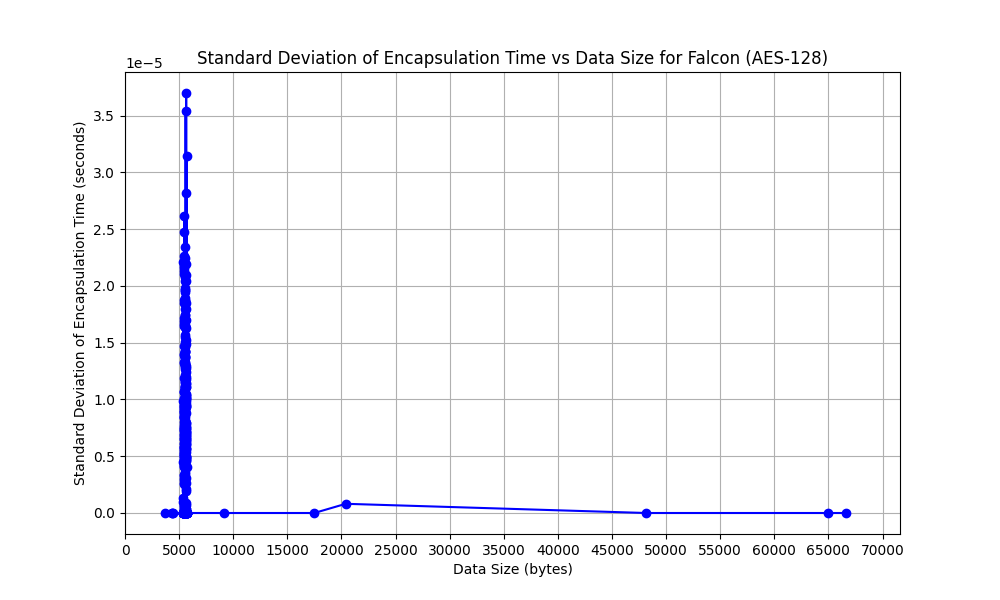 Standard Deviation of Encapsulation Time vs Data Size for Falcon (AES-128)
1e−5
Standard Deviation of Encapsulation Time (seconds)
3.5
3.0
2.5
2.0
1.5
1.0
0.5
0.0
0 5000 10000 15000 20000 25000 30000 35000 40000 45000 50000 55000 60000 65000 70000
Data Size (bytes)